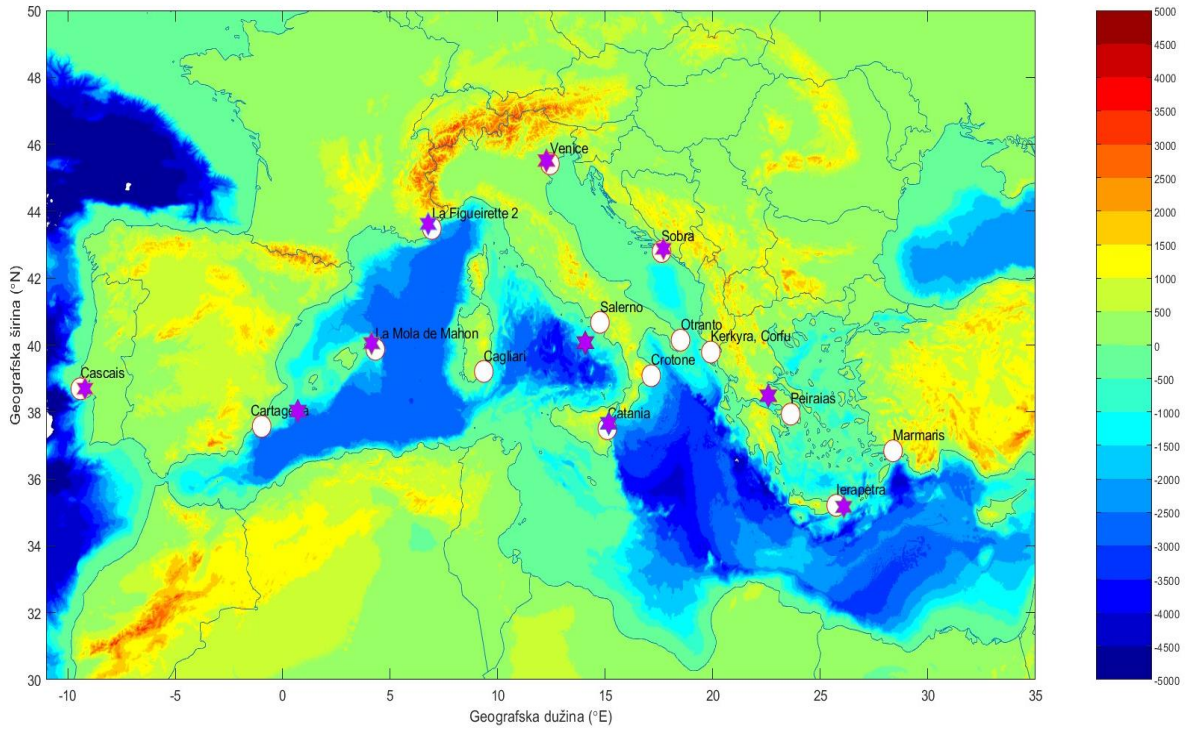 50
48
46
44
42
40
38
36
34
32
30
Geografska širina (°N)
-10
-5
0
5
10
15
20
25
30
35
Geografska dužina (°E)
Venice
La Figueirette 2
Sobra
Salerno
Otranto
La Mola de Mahon
Kerkyra, Corfu
Cagliari
Crotone
Cascais
Cartagena
Catania
Peiraias
Marmaris
Ierapetra
5000
4500
4000
3500
3000
2500
2000
1500
1000
500
0
-500
-1000
-1500
-2000
-2500
-3000
-3500
-4000
-4500
-5000